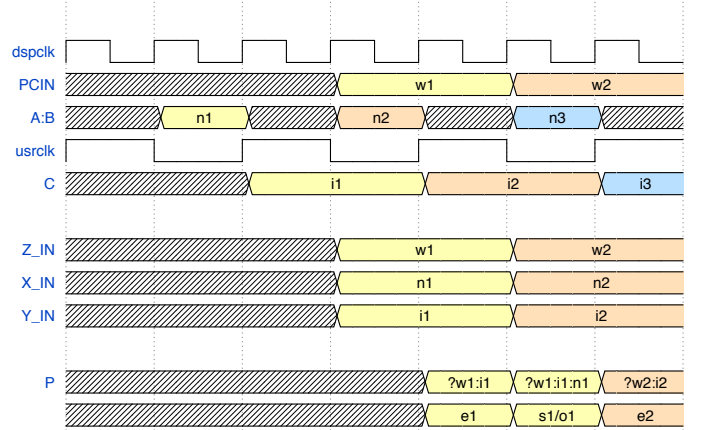 dspclk
PCIN w1 w2
A:B n1 n2 n3
usrclk
C i1 i2 i3
Z_IN w1 w2
X_IN n1 n2
Y_IN i1 i2
P ?w1:i1 ?w1:i1:n1 ?w2:i2
e1 s1/o1 e2